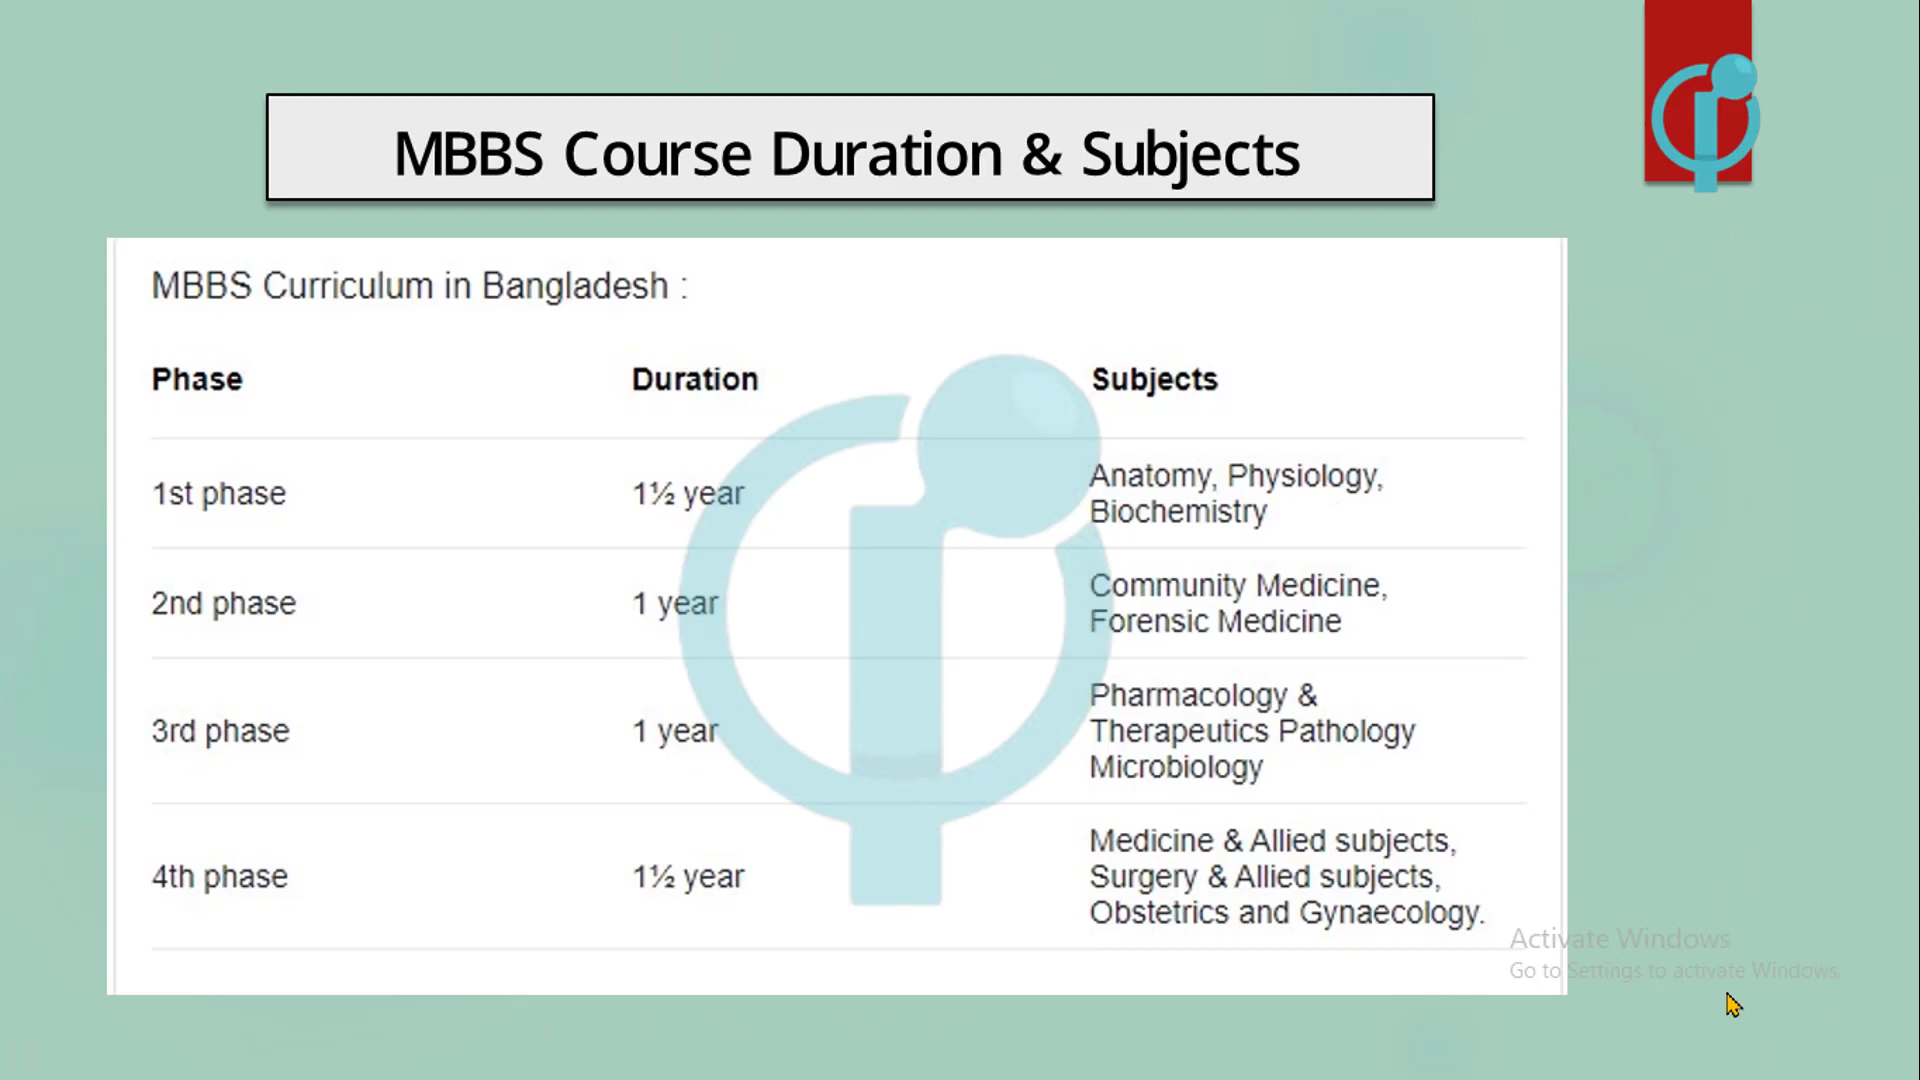 MBBS Course Duration & Subjects
MBBS Curriculum in Bangladesh :
Phase Duration Subjects
1st phase 1½ year Anatomy, Physiology,
Biochemistry
2nd phase 1 year Community Medicine,
Forensic Medicine
3rd phase 1 year Pharmacology &
Therapeutics Pathology
Microbiology
4th phase 1½ year Medicine & Allied subjects,
Surgery & Allied subjects,
Obstetrics and Gynaecology.
Activate Windows
Go to Settings to activate Windows.